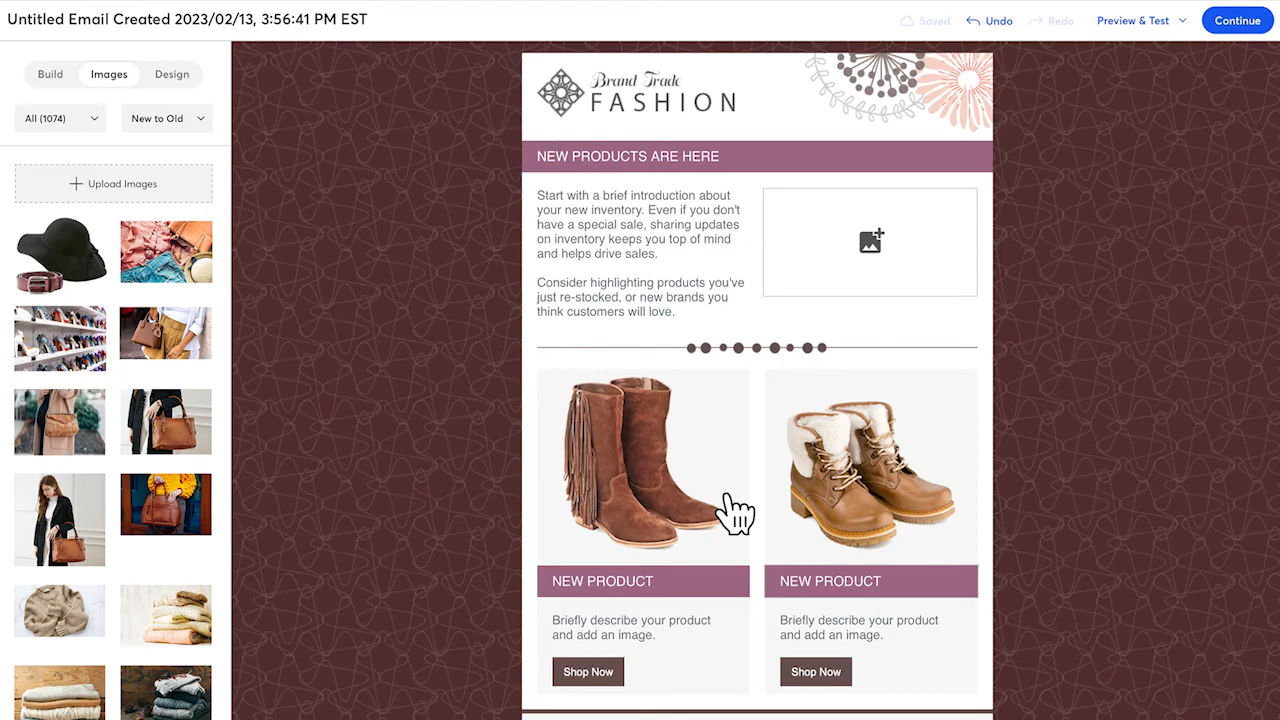 Untitled Email Created 2023/02/13, 3:56:41 PM EST
Saved
Undo
Redo
Preview & Test
Continue
Build
Images
Design
All (1074)
New to Old
Upload Images
Brand Trade
FASHION
NEW PRODUCTS ARE HERE
Start with a brief introduction about
your new inventory. Even if you don't
have a special sale, sharing updates
on inventory keeps you top of mind
and helps drive sales.
Consider highlighting products you've
just re-stocked, or new brands you
think customers will love.
NEW PRODUCT
Briefly describe your product
and add an image.
Shop Now
NEW PRODUCT
Briefly describe your product
and add an image.
Shop Now